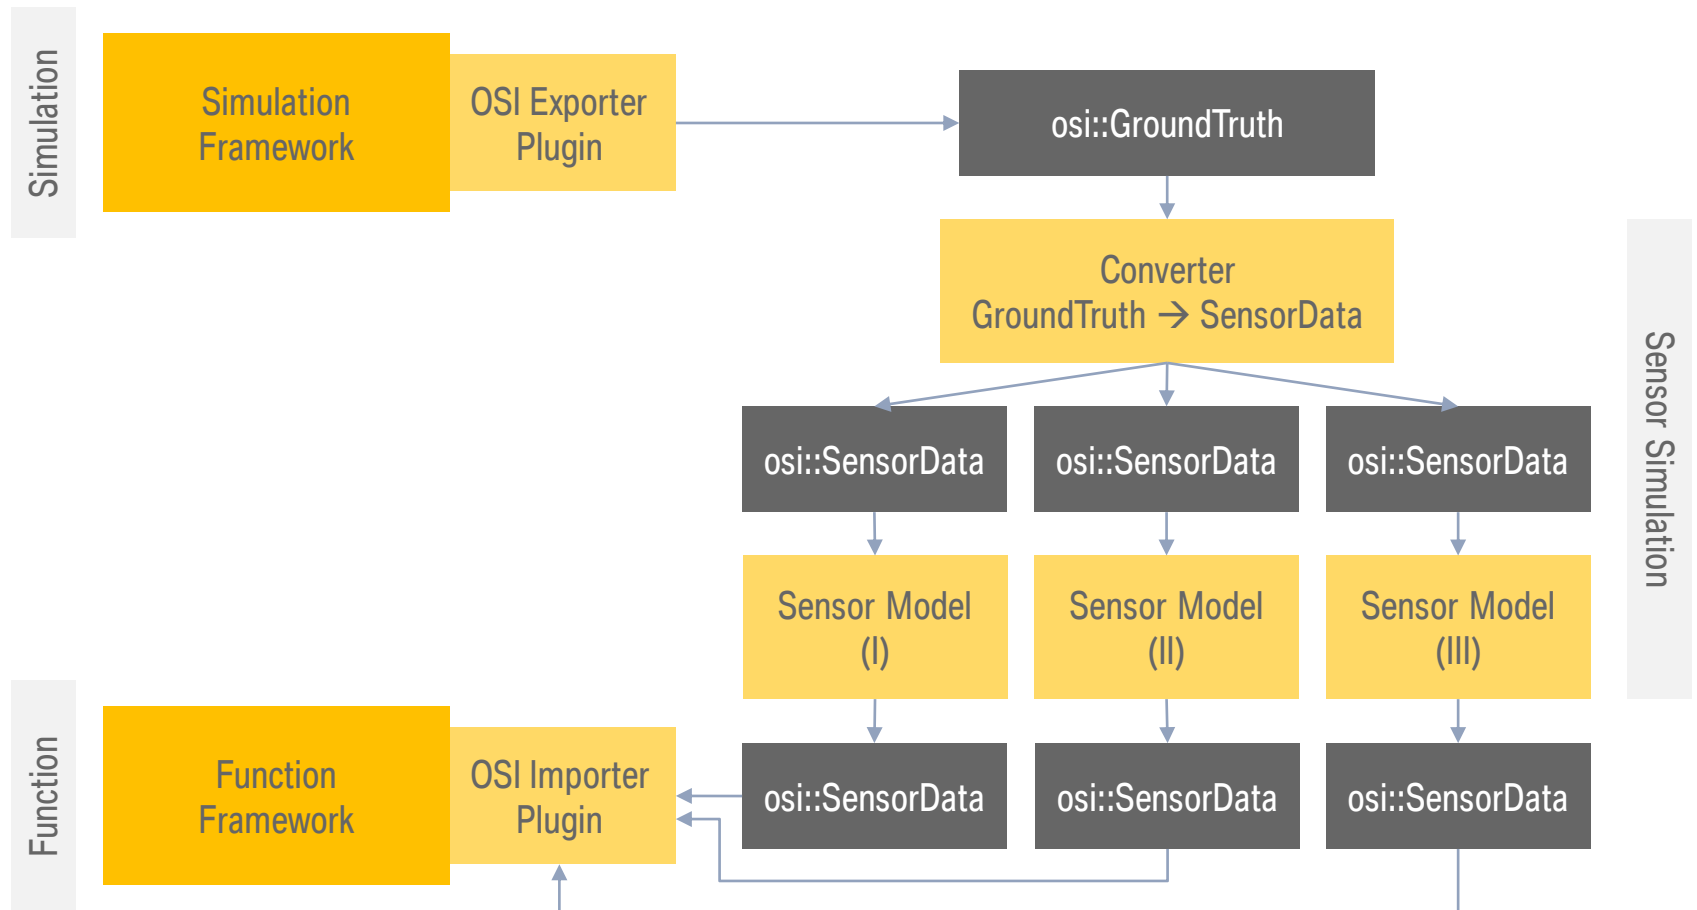 Simulation
Simulation
Framework
OSI Exporter
Plugin
osi::GroundTruth
Converter
GroundTruth → SensorData
Sensor Simulation
osi::SensorData
osi::SensorData
osi::SensorData
Sensor Model
(I)
Sensor Model
(II)
Sensor Model
(III)
Function
Function
Framework
OSI Importer
Plugin
osi::SensorData
osi::SensorData
osi::SensorData